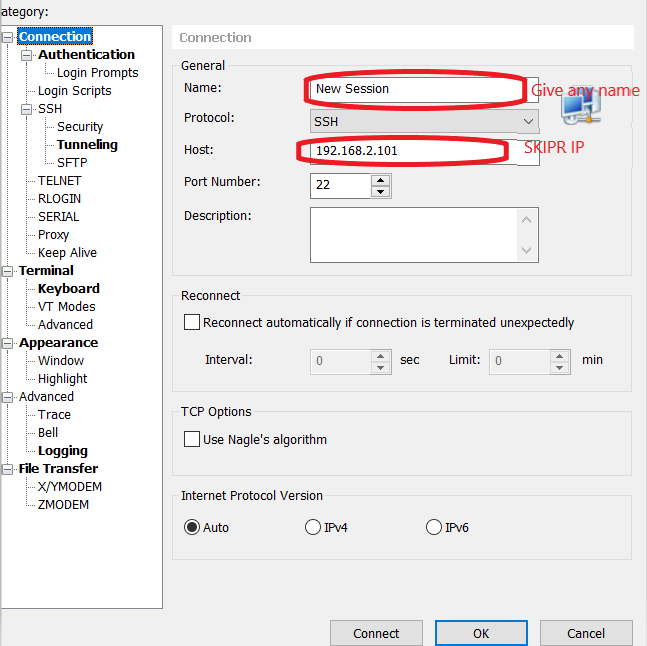 ategory:
Connection
Authentication
Login Prompts
Login Scripts
SSH
Security
Tunneling
SFTP
TELNET
RLOGIN
SERIAL
Proxy
Keep Alive
Terminal
Keyboard
VT Modes
Advanced
Appearance
Window
Highlight
Advanced
Trace
Bell
Logging
File Transfer
X/YMODEM
ZMODEM
Connection
General
Name: New Session Give any name
Protocol: SSH
Host: 192.168.2.101 SKIPR IP
Port Number: 22
Description:
Reconnect
Reconnect automatically if connection is terminated unexpectedly
Interval: 0 sec Limit: 0 min
TCP Options
Use Nagle's algorithm
Internet Protocol Version
Auto IPv4 IPv6
Connect OK Cancel